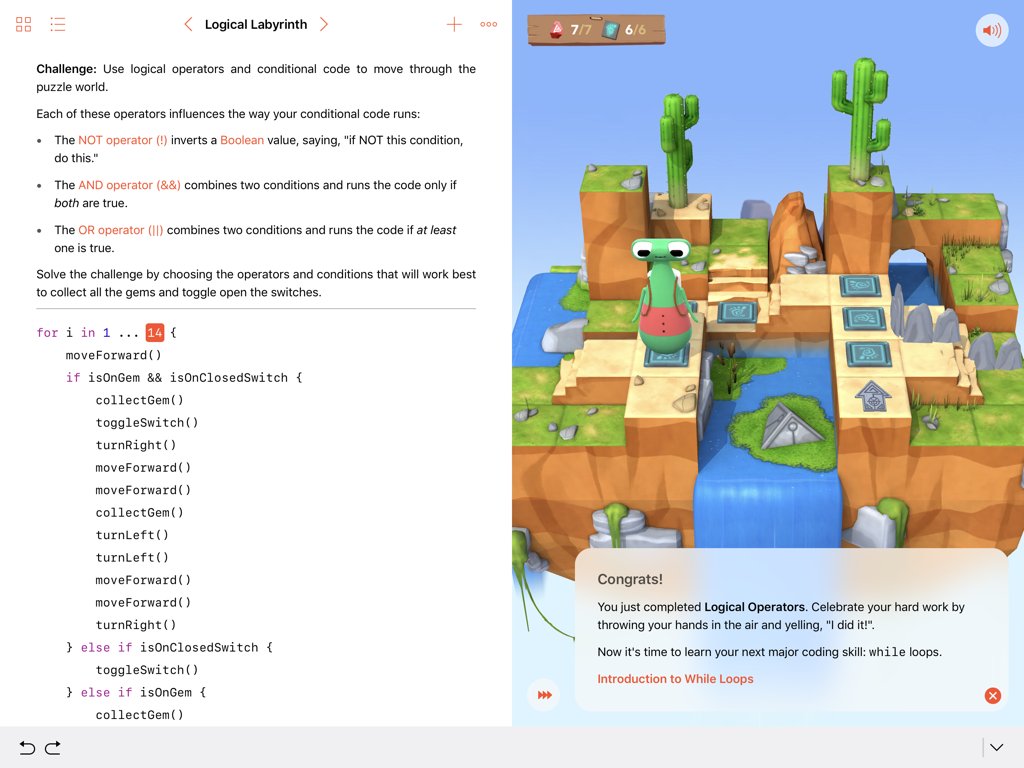 Logical Labyrinth
Challenge: Use logical operators and conditional code to move through the
puzzle world.
Each of these operators influences the way your conditional code runs:
• The NOT operator (!) inverts a Boolean value, saying, "if NOT this condition,
do this."
• The AND operator (&&) combines two conditions and runs the code only if
both are true.
• The OR operator (||) combines two conditions and runs the code if at least
one is true.
Solve the challenge by choosing the operators and conditions that will work best
to collect all the gems and toggle open the switches.
for i in 1 ... 14 {
moveForward()
if isOnGem && isOnClosedSwitch {
collectGem()
toggleSwitch()
turnRight()
moveForward()
moveForward()
collectGem()
turnLeft()
turnLeft()
moveForward()
moveForward()
turnRight()
} else if isOnClosedSwitch {
toggleSwitch()
} else if isOnGem {
collectGem()
7/7 6/6
Congrats!
You just completed Logical Operators. Celebrate your hard work by
throwing your hands in the air and yelling, "I did it!".
Now it's time to learn your next major coding skill: while loops.
Introduction to While Loops